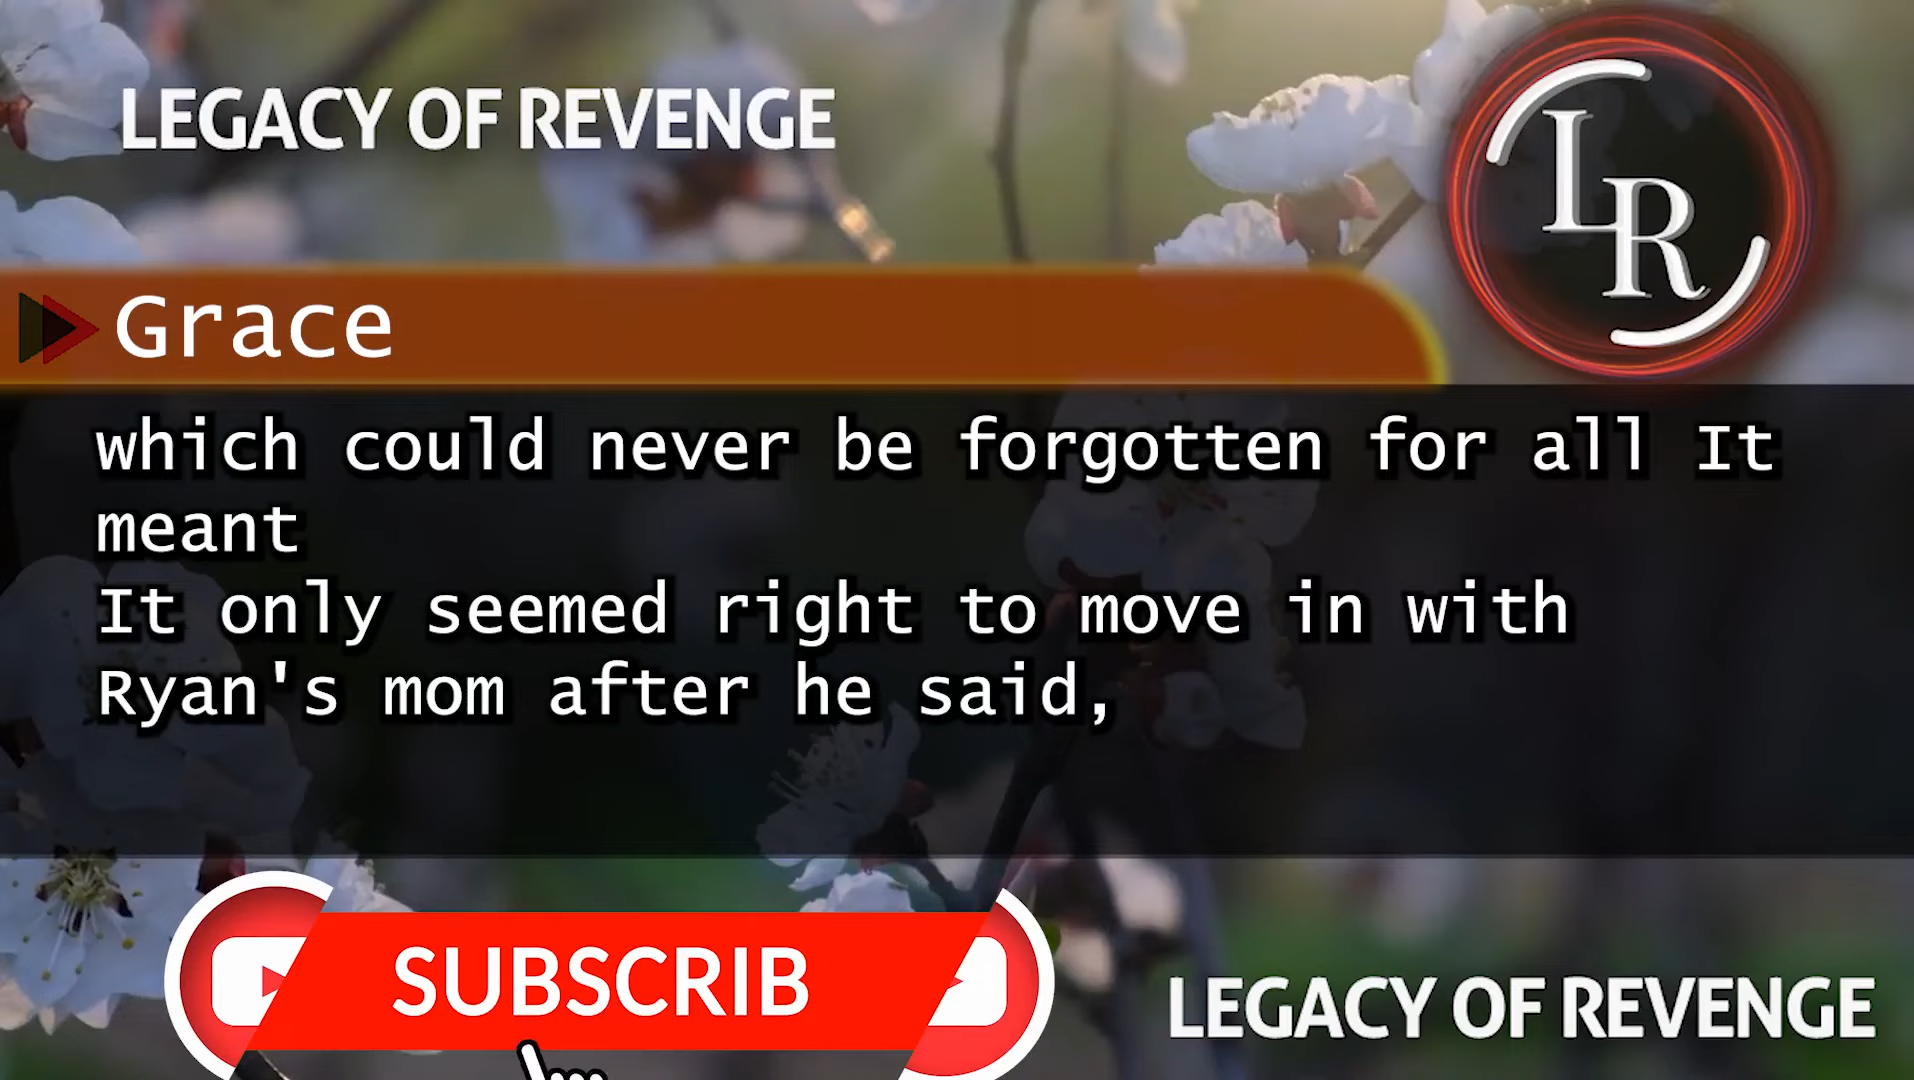 LEGACY OF REVENGE
LR
Grace
which could never be forgotten for all It
meant
It only seemed right to move in with
Ryan's mom after he said,
SUBSCRIB
LEGACY OF REVENGE